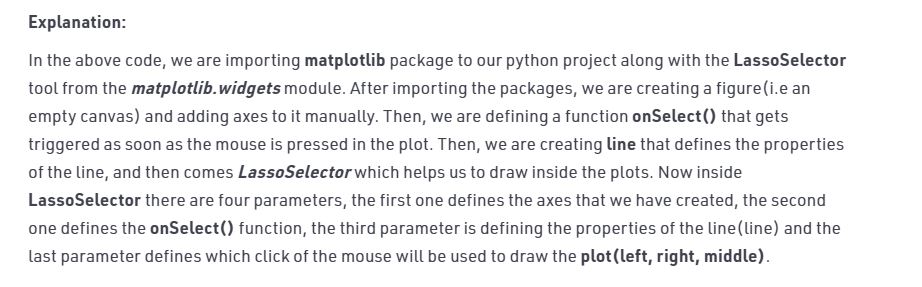 Explanation:
In the above code, we are importing matplotlib package to our python project along with the LassoSelector
tool from the matplotlib.widgets module. After importing the packages, we are creating a figure(i.e an
empty canvas) and adding axes to it manually. Then, we are defining a function onSelect() that gets
triggered as soon as the mouse is pressed in the plot. Then, we are creating line that defines the properties
of the line, and then comes LassoSelector which helps us to draw inside the plots. Now inside
LassoSelector there are four parameters, the first one defines the axes that we have created, the second
one defines the onSelect() function, the third parameter is defining the properties of the line(line) and the
last parameter defines which click of the mouse will be used to draw the plot(left, right, middle).